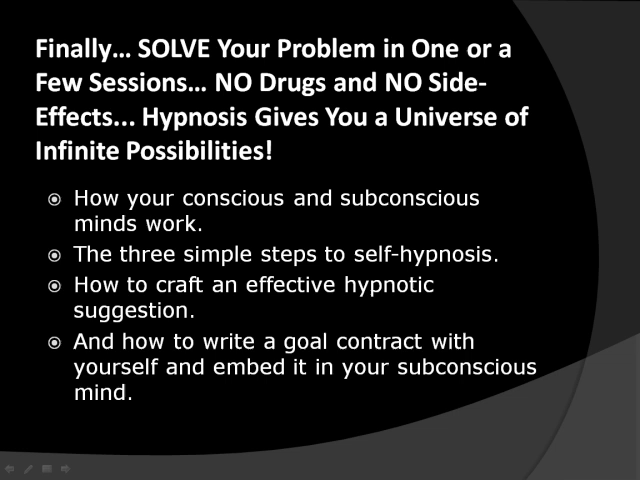 Finally… SOLVE Your Problem in One or a
Few Sessions… NO Drugs and NO Side-
Effects... Hypnosis Gives You a Universe of
Infinite Possibilities!
How your conscious and subconscious
minds work.
The three simple steps to self-hypnosis.
How to craft an effective hypnotic
suggestion.
And how to write a goal contract with
yourself and embed it in your subconscious
mind.